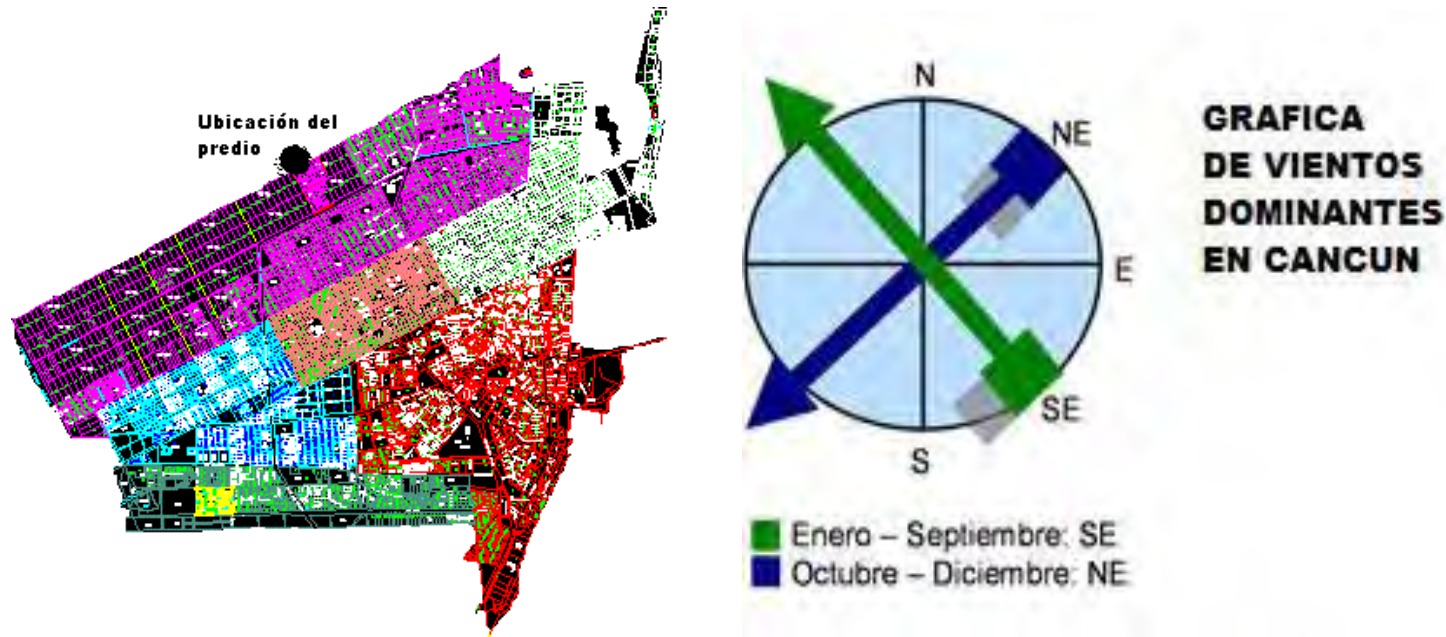 Ubicación del
predio
N
NE
E
SE
S
GRAFICA
DE VIENTOS
DOMINANTES
EN CANCUN
Enero – Septiembre: SE
Octubre – Diciembre: NE